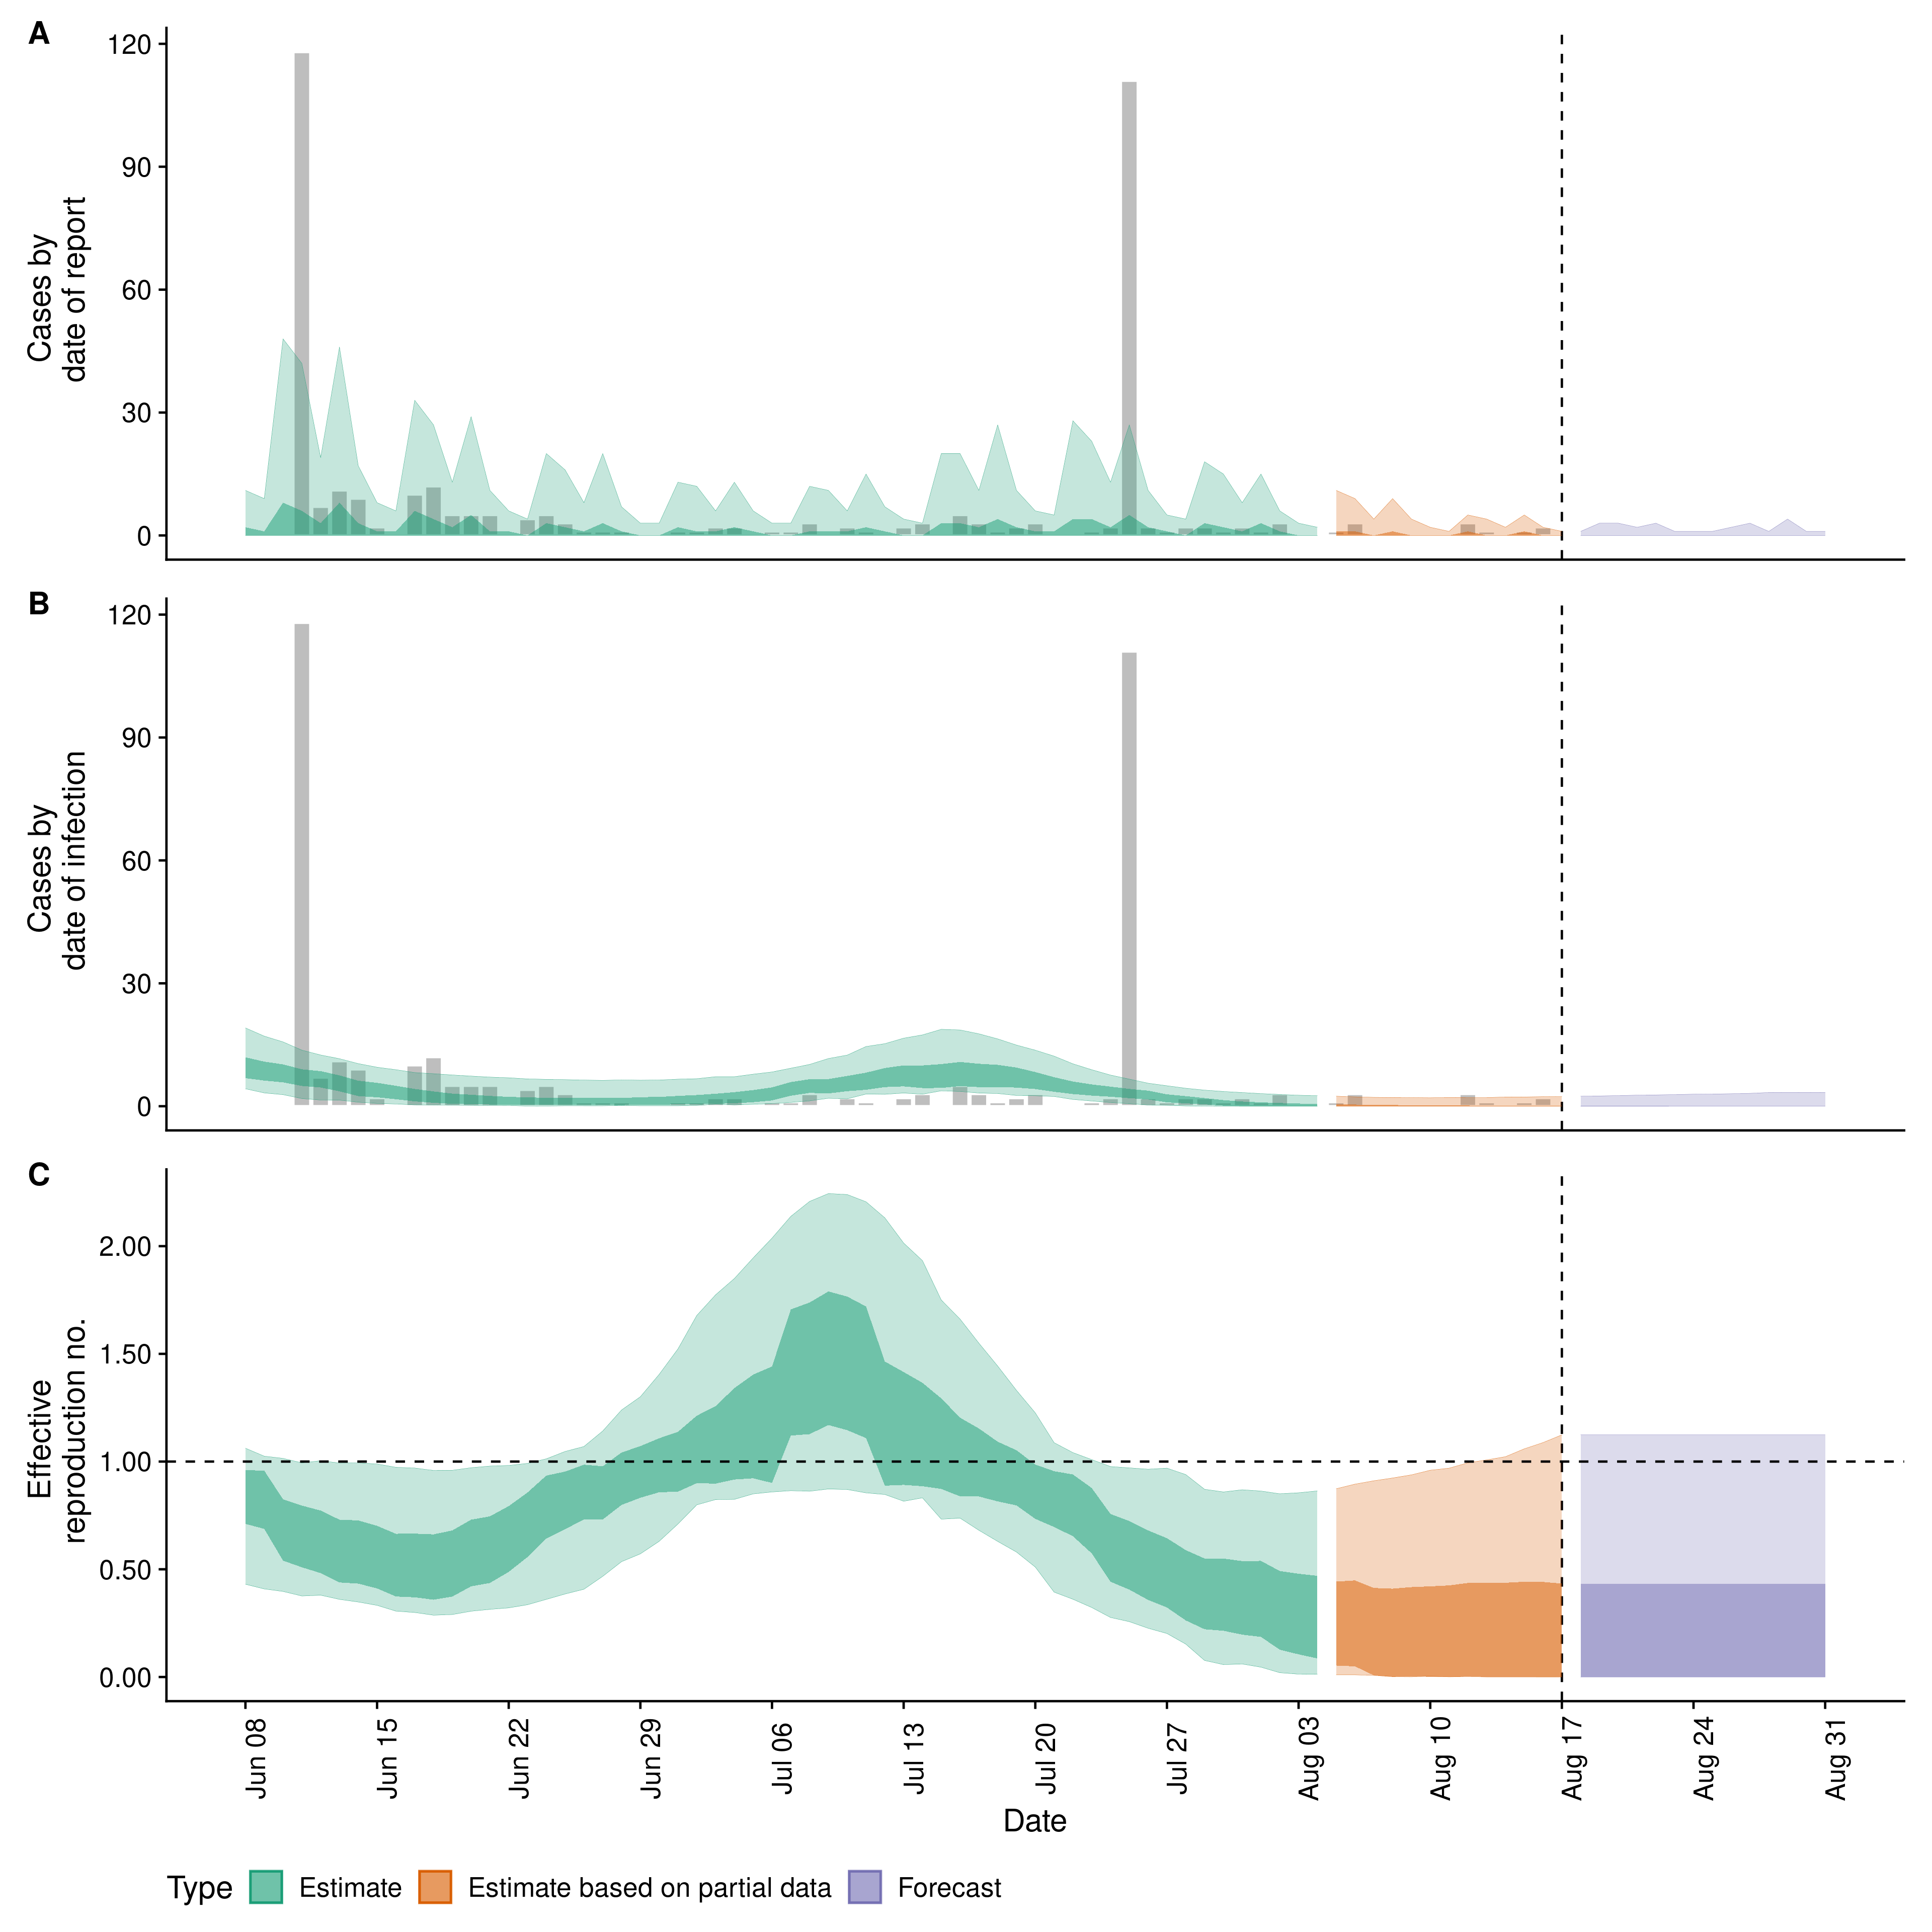 A
120
90
60
30
0
Cases by
date of report
B
120
90
60
30
0
Cases by
date of infection
C
2.00
1.50
1.00
0.50
0.00
Effective
reproduction no.
Jun 08
Jun 15
Jun 22
Jun 29
Jul 06
Jul 13
Jul 20
Jul 27
Aug 03
Aug 10
Aug 17
Aug 24
Aug 31
Date
Type Estimate Estimate based on partial data Forecast